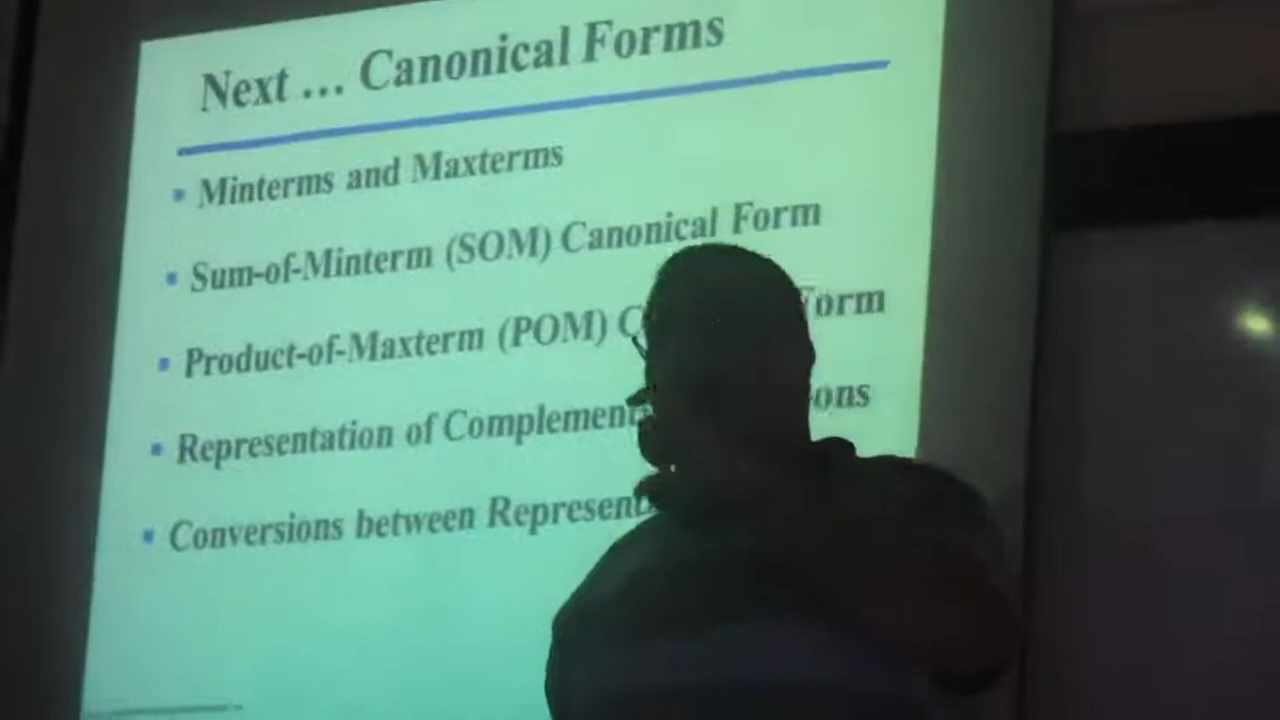 Next ... Canonical Forms
Minterms and Maxterms
Sum-of-Minterm (SOM) Canonical Form
Product-of-Maxterm (POM) C Form
Representation of Complement ons
Conversions between Represent